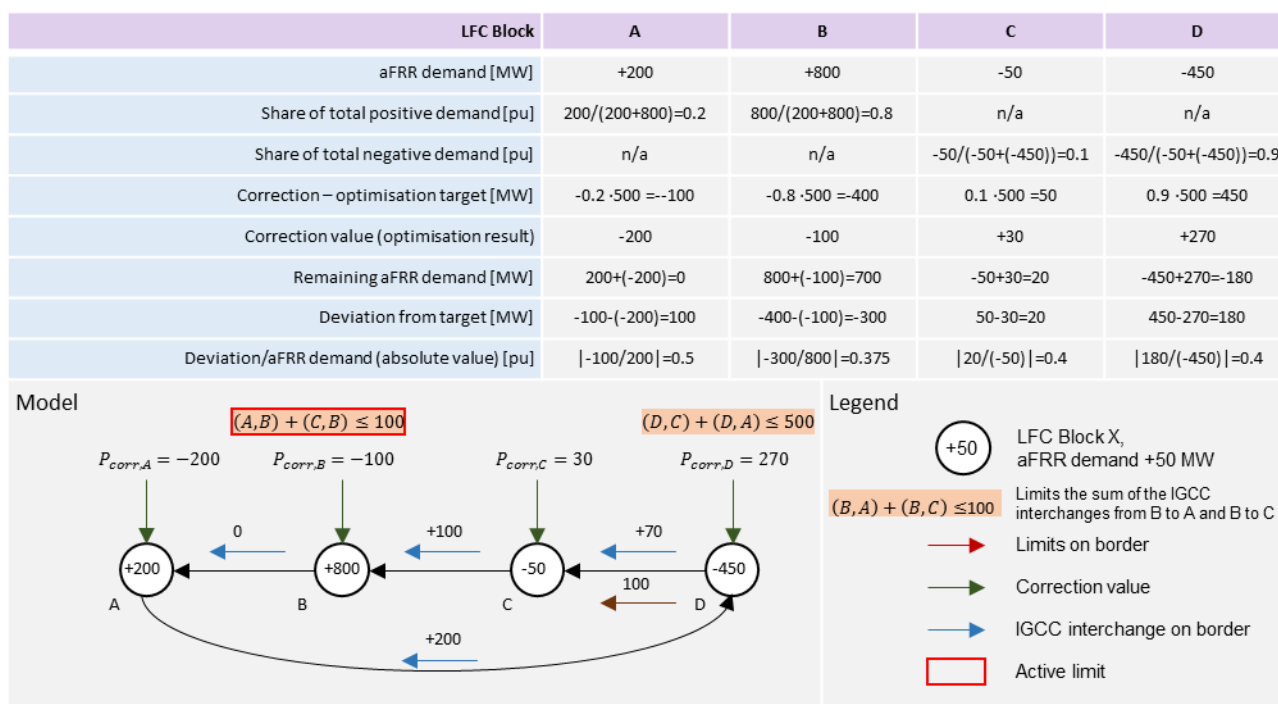 LFC Block A B C D
aFRR demand [MW] +200 +800 -50 -450
Share of total positive demand [pu] 200/(200+800)=0.2 800/(200+800)=0.8 n/a n/a
Share of total negative demand [pu] n/a n/a -50/(-50+(-450))=0.1 -450/(-50+(-450))=0.9
Correction – optimisation target [MW] -0.2 ·500 =--100 -0.8 ·500 =-400 0.1 ·500 =50 0.9 ·500 =450
Correction value (optimisation result) -200 -100 +30 +270
Remaining aFRR demand [MW] 200+(-200)=0 800+(-100)=700 -50+30=20 -450+270=-180
Deviation from target [MW] -100-(-200)=100 -400-(-100)=-300 50-30=20 450-270=180
Deviation/aFRR demand (absolute value) [pu] |-100/200|=0.5 |-300/800|=0.375 |20/(-50)|=0.4 |180/(-450)|=0.4
Model
(A,B) + (C,B) ≤ 100 (D,C) + (D,A) ≤ 500
P_corr,A = −200 P_corr,B = −100 P_corr,C = 30 P_corr,D = 270
0 +100 +70
+200 +800 -50 -450
100
A B C D
+200
Legend
+50
LFC Block X,
aFRR demand +50 MW
(B,A) + (B,C) ≤100
Limits the sum of the IGCC
interchanges from B to A and B to C
Limits on border
Correction value
IGCC interchange on border
Active limit